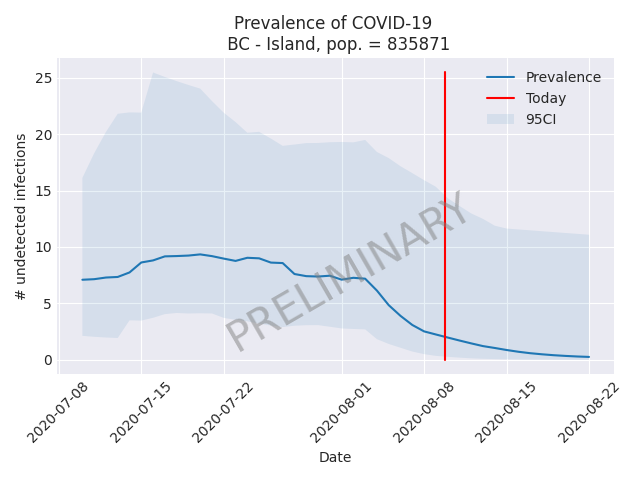 Prevalence of COVID-19
BC - Island, pop. = 835871
Prevalence
Today
95CI
# undetected infections
25
20
15
10
5
0
PRELIMINARY
2020-07-08
2020-07-15
2020-07-22
2020-08-01
2020-08-08
2020-08-15
2020-08-22
Date